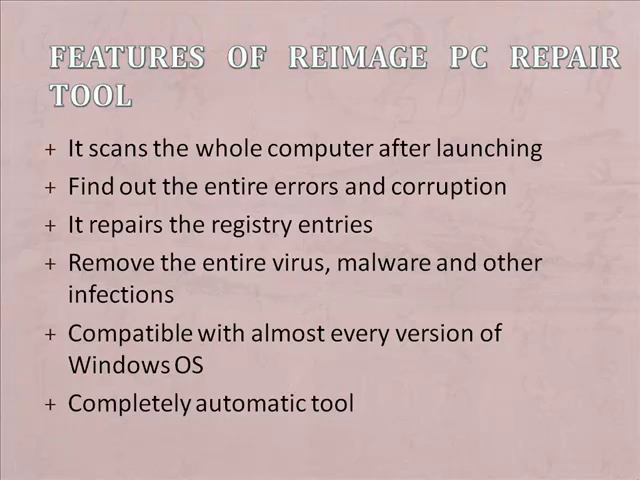 FEATURES OF REIMAGE PC REPAIR
TOOL
+ It scans the whole computer after launching
+ Find out the entire errors and corruption
+ It repairs the registry entries
+ Remove the entire virus, malware and other
infections
+ Compatible with almost every version of
Windows OS
+ Completely automatic tool